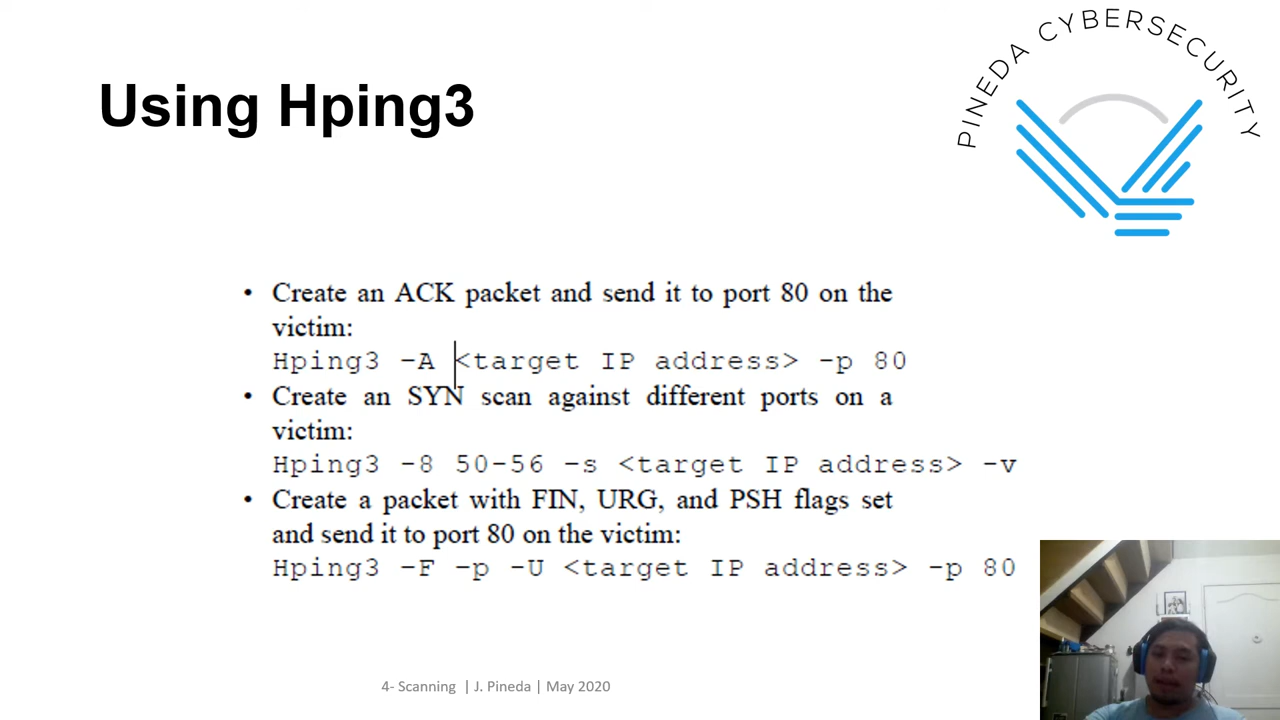 PINEDA CYBERSECURITY
Using Hping3
• Create an ACK packet and send it to port 80 on the
victim:
Hping3 -A <target IP address> -p 80
• Create an SYN scan against different ports on a
victim:
Hping3 -8 50-56 -s <target IP address> -v
• Create a packet with FIN, URG, and PSH flags set
and send it to port 80 on the victim:
Hping3 -F -p -U <target IP address> -p 80
4- Scanning | J. Pineda | May 2020